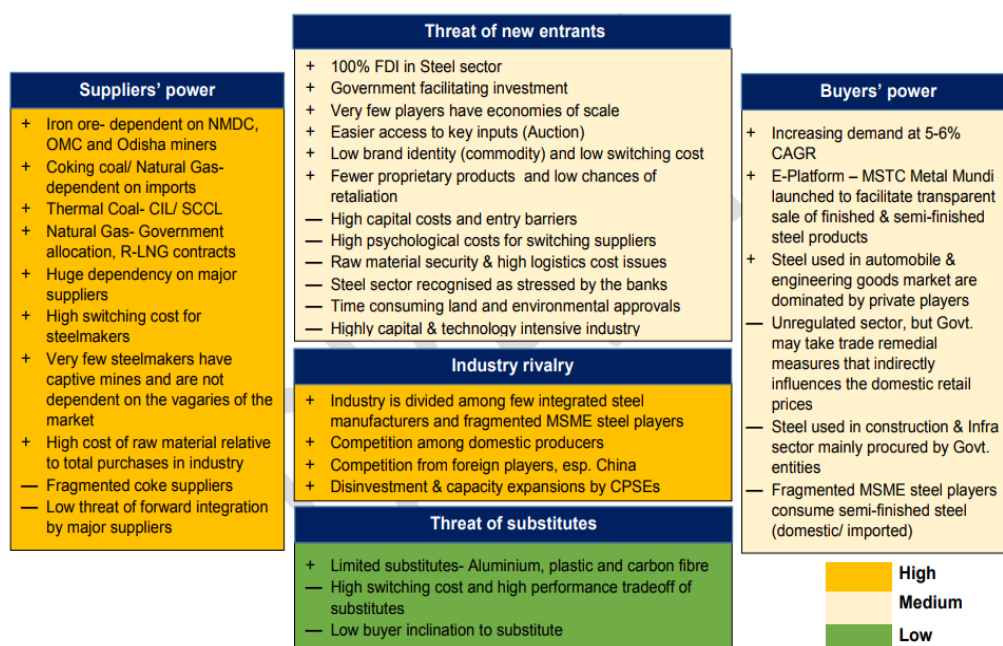 Threat of new entrants
+ 100% FDI in Steel sector
+ Government facilitating investment
+ Very few players have economies of scale
+ Easier access to key inputs (Auction)
+ Low brand identity (commodity) and low switching cost
+ Fewer proprietary products and low chances of
retaliation
— High capital costs and entry barriers
— High psychological costs for switching suppliers
— Raw material security & high logistics cost issues
— Steel sector recognised as stressed by the banks
— Time consuming land and environmental approvals
— Highly capital & technology intensive industry
Suppliers' power
+ Iron ore- dependent on NMDC,
OMC and Odisha miners
+ Coking coal/ Natural Gas-
dependent on imports
+ Thermal Coal- CIL/ SCCL
+ Natural Gas- Government
allocation, R-LNG contracts
+ Huge dependency on major
suppliers
+ High switching cost for
steelmakers
+ Very few steelmakers have
captive mines and are not
dependent on the vagaries of the
market
+ High cost of raw material relative
to total purchases in industry
— Fragmented coke suppliers
— Low threat of forward integration
by major suppliers
Industry rivalry
+ Industry is divided among few integrated steel
manufacturers and fragmented MSME steel players
+ Competition among domestic producers
+ Competition from foreign players, esp. China
+ Disinvestment & capacity expansions by CPSEs
Threat of substitutes
+ Limited substitutes- Aluminium, plastic and carbon fibre
— High switching cost and high performance tradeoff of
substitutes
— Low buyer inclination to substitute
Buyers' power
+ Increasing demand at 5-6%
CAGR
+ E-Platform – MSTC Metal Mundi
launched to facilitate transparent
sale of finished & semi-finished
steel products
+ Steel used in automobile &
engineering goods market are
dominated by private players
— Unregulated sector, but Govt.
may take trade remedial
measures that indirectly
influences the domestic retail
prices
— Steel used in construction & Infra
sector mainly procured by Govt.
entities
— Fragmented MSME steel players
consume semi-finished steel
(domestic/ imported)
High
Medium
Low